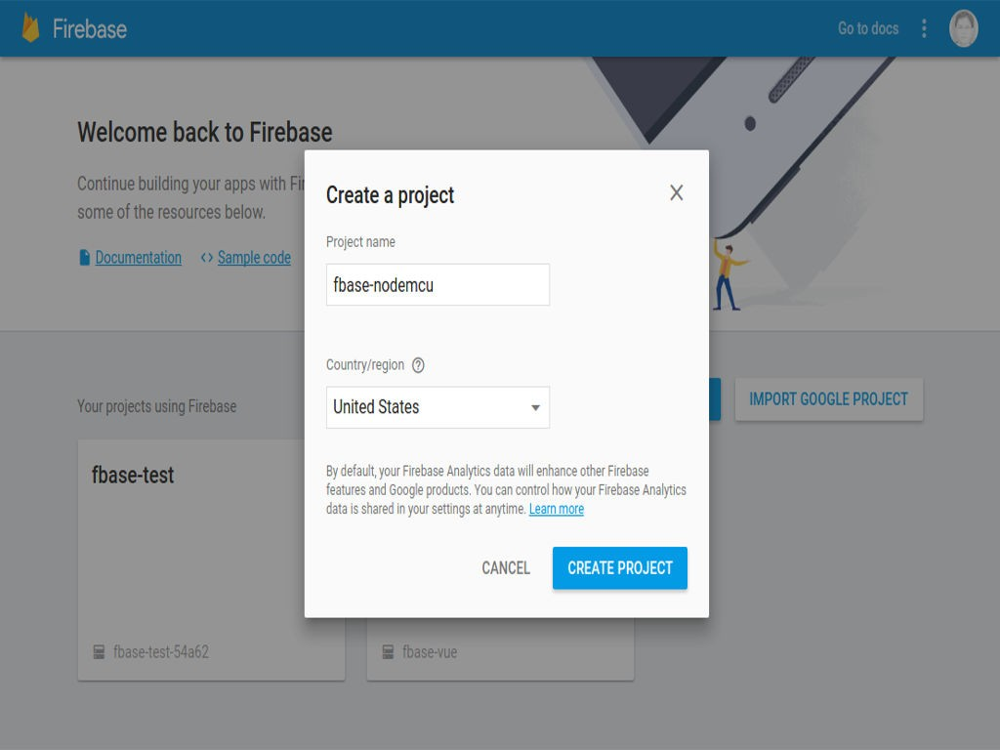 Firebase
Go to docs
Welcome back to Firebase
Continue building your apps with
some of the resources below.
Documentation
Sample code
Create a project
Project name
fbase-nodemcu
Country/region
United States
By default, your Firebase Analytics data will enhance other Firebase
features and Google products. You can control how your Firebase Analytics
data is shared in your settings at anytime. Learn more
CANCEL
CREATE PROJECT
Your projects using Firebase
IMPORT GOOGLE PROJECT
fbase-test
fbase-test-54a62
fbase-vue